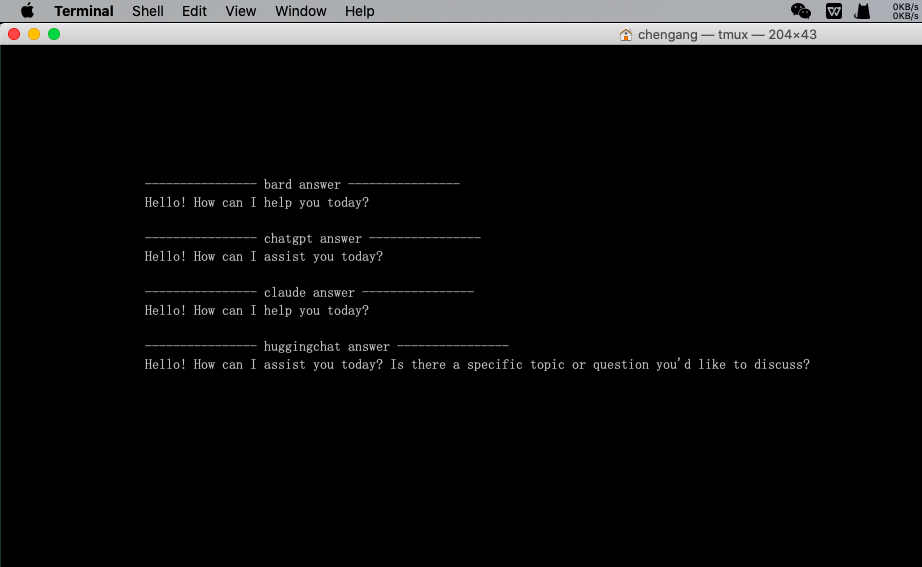 Terminal Shell Edit View Window Help
0KB/s
0KB/s
chengang — tmux — 204×43
---------------- bard answer ----------------
Hello! How can I help you today?
---------------- chatgpt answer ----------------
Hello! How can I assist you today?
---------------- claude answer ----------------
Hello! How can I help you today?
---------------- huggingchat answer ----------------
Hello! How can I assist you today? Is there a specific topic or question you'd like to discuss?